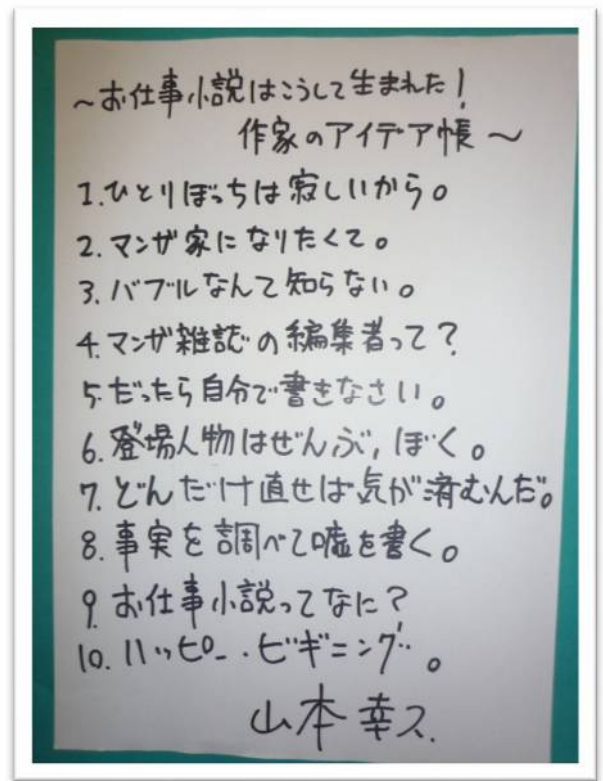 ～お仕事小説はこうして生まれた！
作家のアイデア帳～
1.ひとりぼっちは寂しいから。
2.マンガ家になりたくて。
3.バブルなんて知らない。
4.マンガ雑誌の編集者って？
5.だったら自分で書きなさい。
6.登場人物はぜんぶ,ぼく。
7.どんだけ直せば気が済むんだ。
8.事実を調べて嘘を書く。
9.お仕事小説ってなに？
10.ハッピー・ビギニング。
山本幸久.